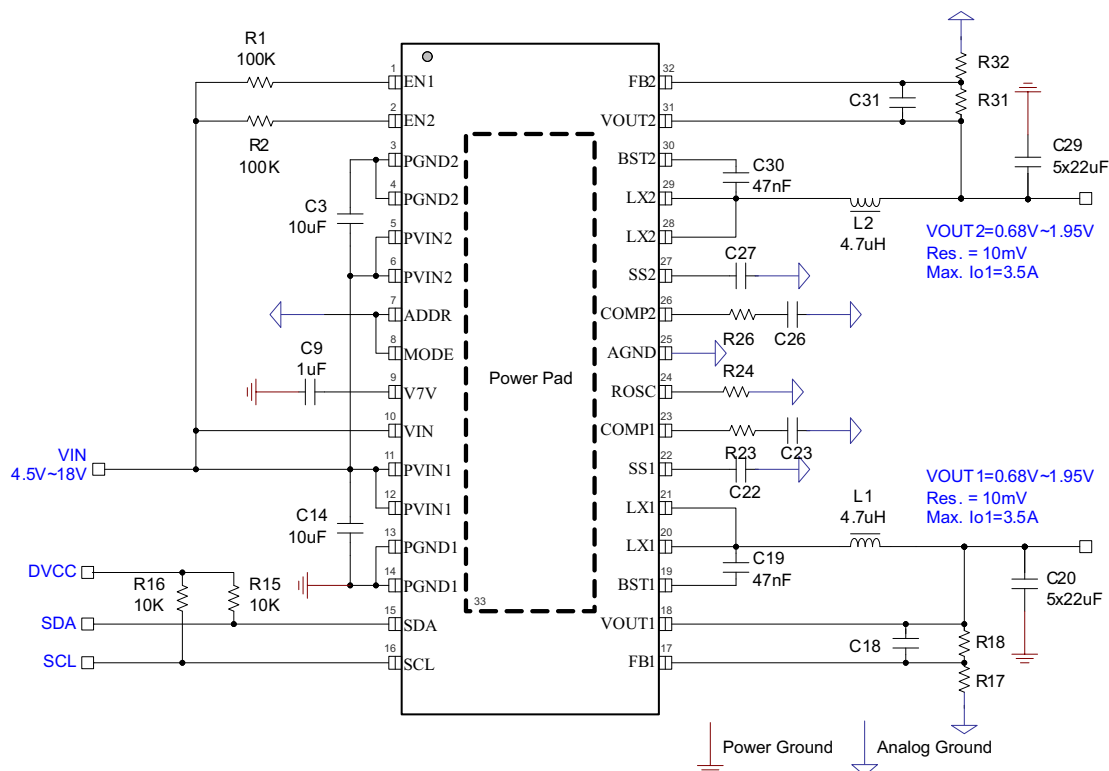 R1
100K
R2
100K
C3
10uF
C9
1uF
VIN
4.5V~18V
C14
10uF
DVCC
R16
10K
R15
10K
SDA
SCL
1 EN1
2 EN2
3 PGND2
4 PGND2
5 PVIN2
6 PVIN2
7 ADDR
8 MODE
9 V7V
10 VIN
11 PVIN1
12 PVIN1
13 PGND1
14 PGND1
15 SDA
16 SCL
Power Pad
33
FB2 32
VOUT2 31
BST2 30
LX2 29
LX2 28
SS2 27
COMP2 26
AGND 25
ROSC 24
COMP1 23
SS1 22
LX1 21
LX1 20
BST1 19
VOUT1 18
FB1 17
R32
R31
C31
C29
5x22uF
C30
47nF
L2
4.7uH
VOUT2=0.68V~1.95V
Res. = 10mV
Max. Io1=3.5A
C27
R26
C26
R24
R23
C23
C22
VOUT1=0.68V~1.95V
Res. = 10mV
Max. Io1=3.5A
L1
4.7uH
C19
47nF
C20
5x22uF
C18
R18
R17
Power Ground
Analog Ground